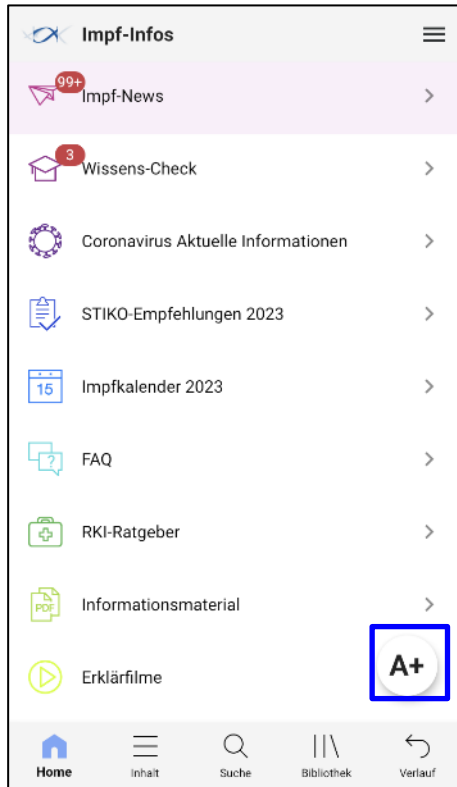 Impf-Infos
99+
Impf-News
3
Wissens-Check
Coronavirus Aktuelle Informationen
STIKO-Empfehlungen 2023
15
Impfkalender 2023
?
FAQ
RKI-Ratgeber
PDF
Informationsmaterial
Erklärfilme
A+
Home Inhalt Suche Bibliothek Verlauf